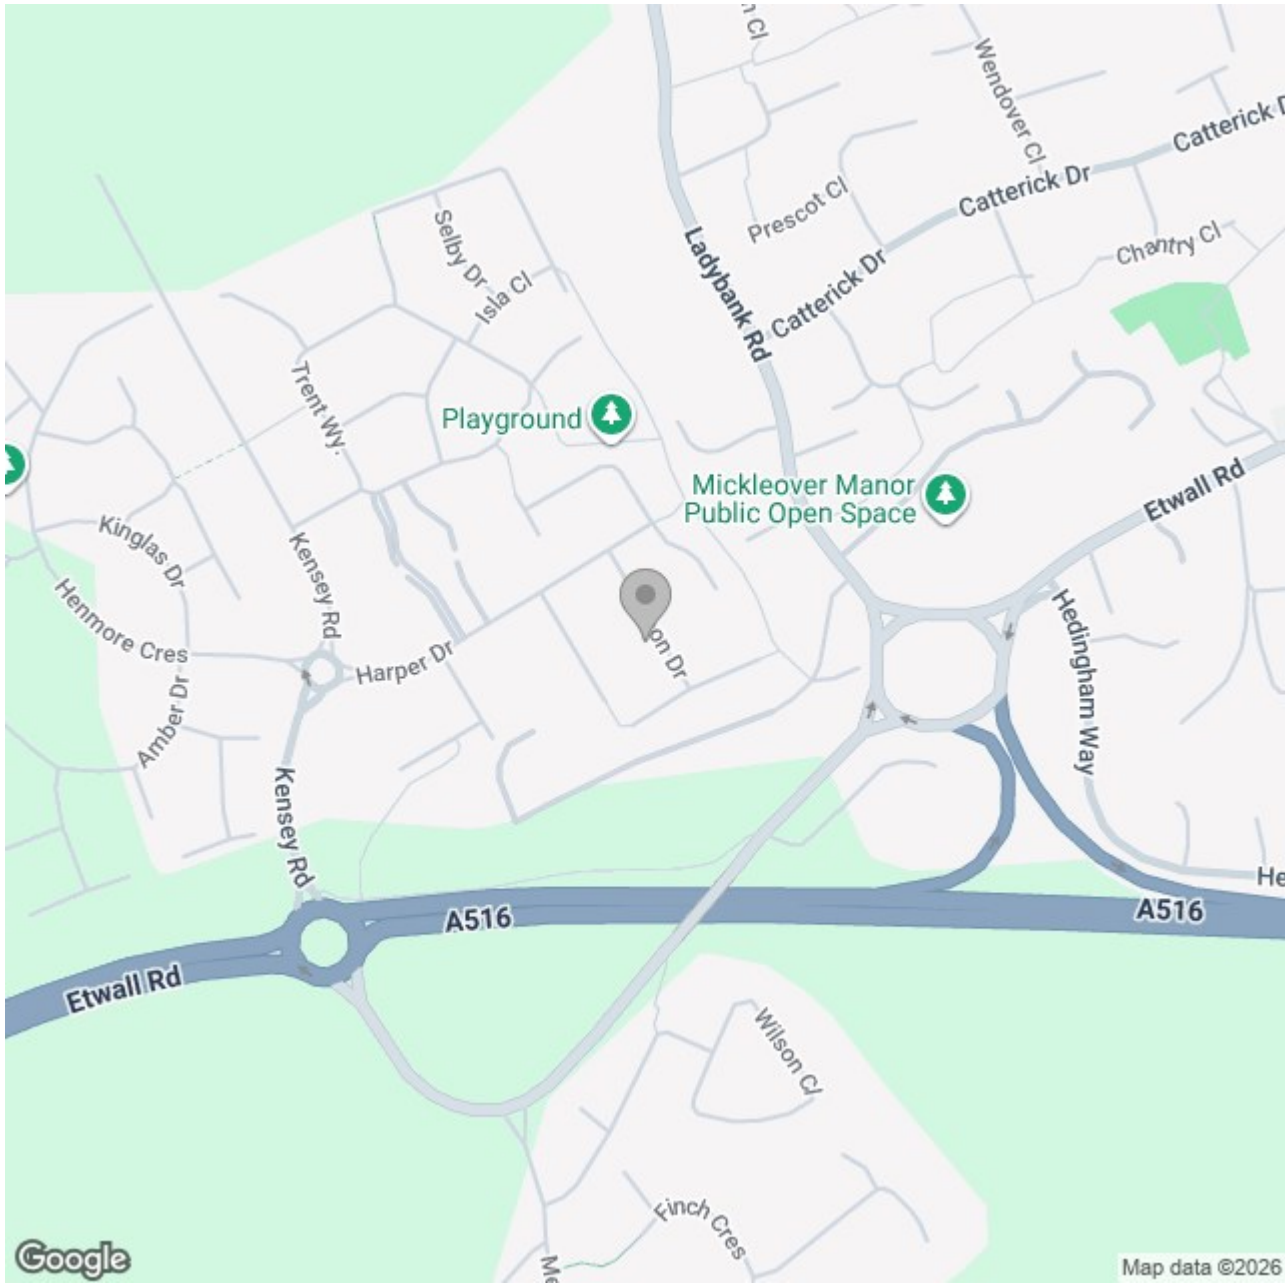 Wendover Cl
Catterick Dr
Catterick Dr
Prescot Cl
Selby Dr
Isla Cl
Ladybank Rd
Catterick Dr
Chantry Cl
Trent Wy.
Playground
Mickleover Manor
Public Open Space
Etwall Rd
Kinglas Dr
Kensey Rd
Henmore Cres
Hedingham Way
Harper Dr
Amber Dr
Kensey Rd
A516
A516
Etwall Rd
Wilson Cl
Finch Cres
Google
Map data ©2026